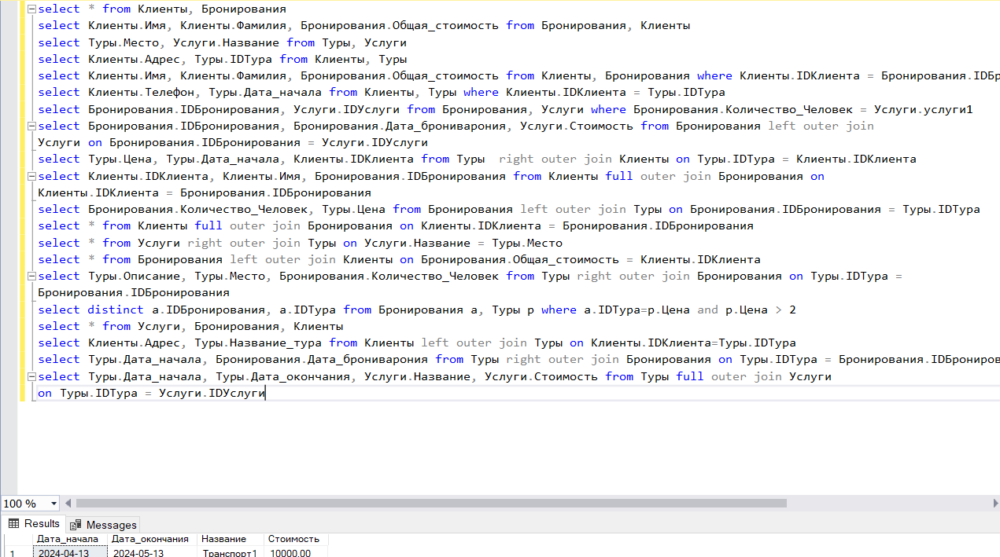 select * from Клиенты, Бронирования
select Клиенты.Имя, Клиенты.Фамилия, Бронирования.Общая_стоимость from Бронирования, Клиенты
select Туры.Место, Услуги.Название from Туры, Услуги
select Клиенты.Адрес, Туры.IDТура from Клиенты, Туры
select Клиенты.Имя, Клиенты.Фамилия, Бронирования.Общая_стоимость from Клиенты, Бронирования where Клиенты.IDКлиента = Бронирования.IDБр
select Клиенты.Телефон, Туры.Дата_начала from Клиенты, Туры where Клиенты.IDКлиента = Туры.IDТура
select Бронирования.IDБронирования, Услуги.IDУслуги from Бронирования, Услуги where Бронирования.Количество_Человек = Услуги.услуги1
select Бронирования.IDБронирования, Бронирования.Дата_брониварония, Услуги.Стоимость from Бронирования left outer join
Услуги on Бронирования.IDБронирования = Услуги.IDУслуги
select Туры.Цена, Туры.Дата_начала, Клиенты.IDКлиента from Туры  right outer join Клиенты on Туры.IDТура = Клиенты.IDКлиента
select Клиенты.IDКлиента, Клиенты.Имя, Бронирования.IDБронирования from Клиенты full outer join Бронирования on
Клиенты.IDКлиента = Бронирования.IDБронирования
select Бронирования.Количество_Человек, Туры.Цена from Бронирования left outer join Туры on Бронирования.IDБронирования = Туры.IDТура
select * from Клиенты full outer join Бронирования on Клиенты.IDКлиента = Бронирования.IDБронирования
select * from Услуги right outer join Туры on Услуги.Название = Туры.Место
select * from Бронирования left outer join Клиенты on Бронирования.Общая_стоимость = Клиенты.IDКлиента
select Туры.Описание, Туры.Место, Бронирования.Количество_Человек from Туры right outer join Бронирования on Туры.IDТура =
Бронирования.IDБронирования
select distinct a.IDБронирования, a.IDТура from Бронирования a, Туры p where a.IDТура=p.Цена and p.Цена > 2
select * from Услуги, Бронирования, Клиенты
select Клиенты.Адрес, Туры.Название_тура from Клиенты left outer join Туры on Клиенты.IDКлиента=Туры.IDТура
select Туры.Дата_начала, Бронирования.Дата_брониварония from Туры right outer join Бронирования on Туры.IDТура = Бронирования.IDБрониров
select Туры.Дата_начала, Туры.Дата_окончания, Услуги.Название, Услуги.Стоимость from Туры full outer join Услуги
on Туры.IDТура = Услуги.IDУслуги
100 %
Results Messages
Дата_начала Дата_окончания Название Стоимость
1 2024-04-13 2024-05-13 Транспорт1 10000.00